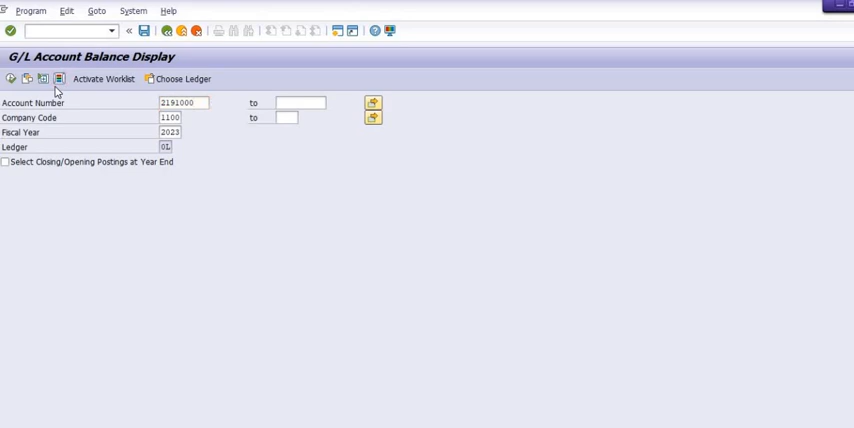 Program Edit Goto System Help
G/L Account Balance Display
Activate Worklist Choose Ledger
Account Number 2191000 to
Company Code 1100 to
Fiscal Year 2023
Ledger 0L
Select Closing/Opening Postings at Year End